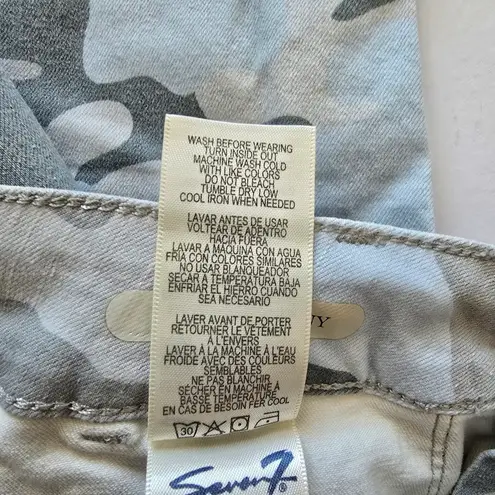 WASH BEFORE WEARING
TURN INSIDE OUT
MACHINE WASH COLD
WITH LIKE COLORS
DO NOT BLEACH
TUMBLE DRY LOW
COOL IRON WHEN NEEDED
LAVAR ANTES DE USAR
VOLTEAR DE ADENTRO
HACIA FUERA
LAVAR A MAQUINA CON AGUA
FRIA CON COLORES SIMILARES
NO USAR BLANQUEADOR
SECAR A TEMPERATURA BAJA
ENFRIAR EL HIERRO CUANDO
SEA NECESARIO
NY
LAVER AVANT DE PORTER
RETOURNER LE VETEMENT
À L'ENVERS
LAVER À LA MACHINE À L'EAU
FROIDE AVEC DES COULEURS
SEMBLABLES
NE PAS BLANCHIR
SÉCHER EN MACHINE À
BASSE TEMPÉRATURE
EN CAS DE BESOIN FER COOL
30
Seven7®